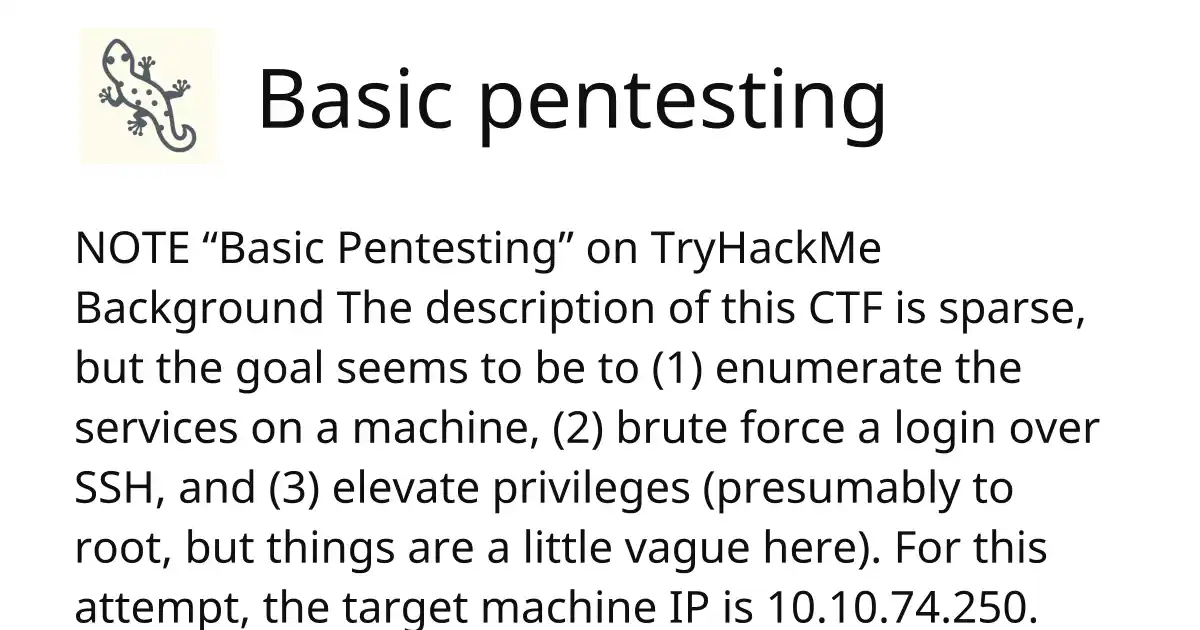 Basic pentesting
NOTE “Basic Pentesting” on TryHackMe
Background The description of this CTF is sparse,
but the goal seems to be to (1) enumerate the
services on a machine, (2) brute force a login over
SSH, and (3) elevate privileges (presumably to
root, but things are a little vague here). For this
attempt, the target machine IP is 10.10.74.250.